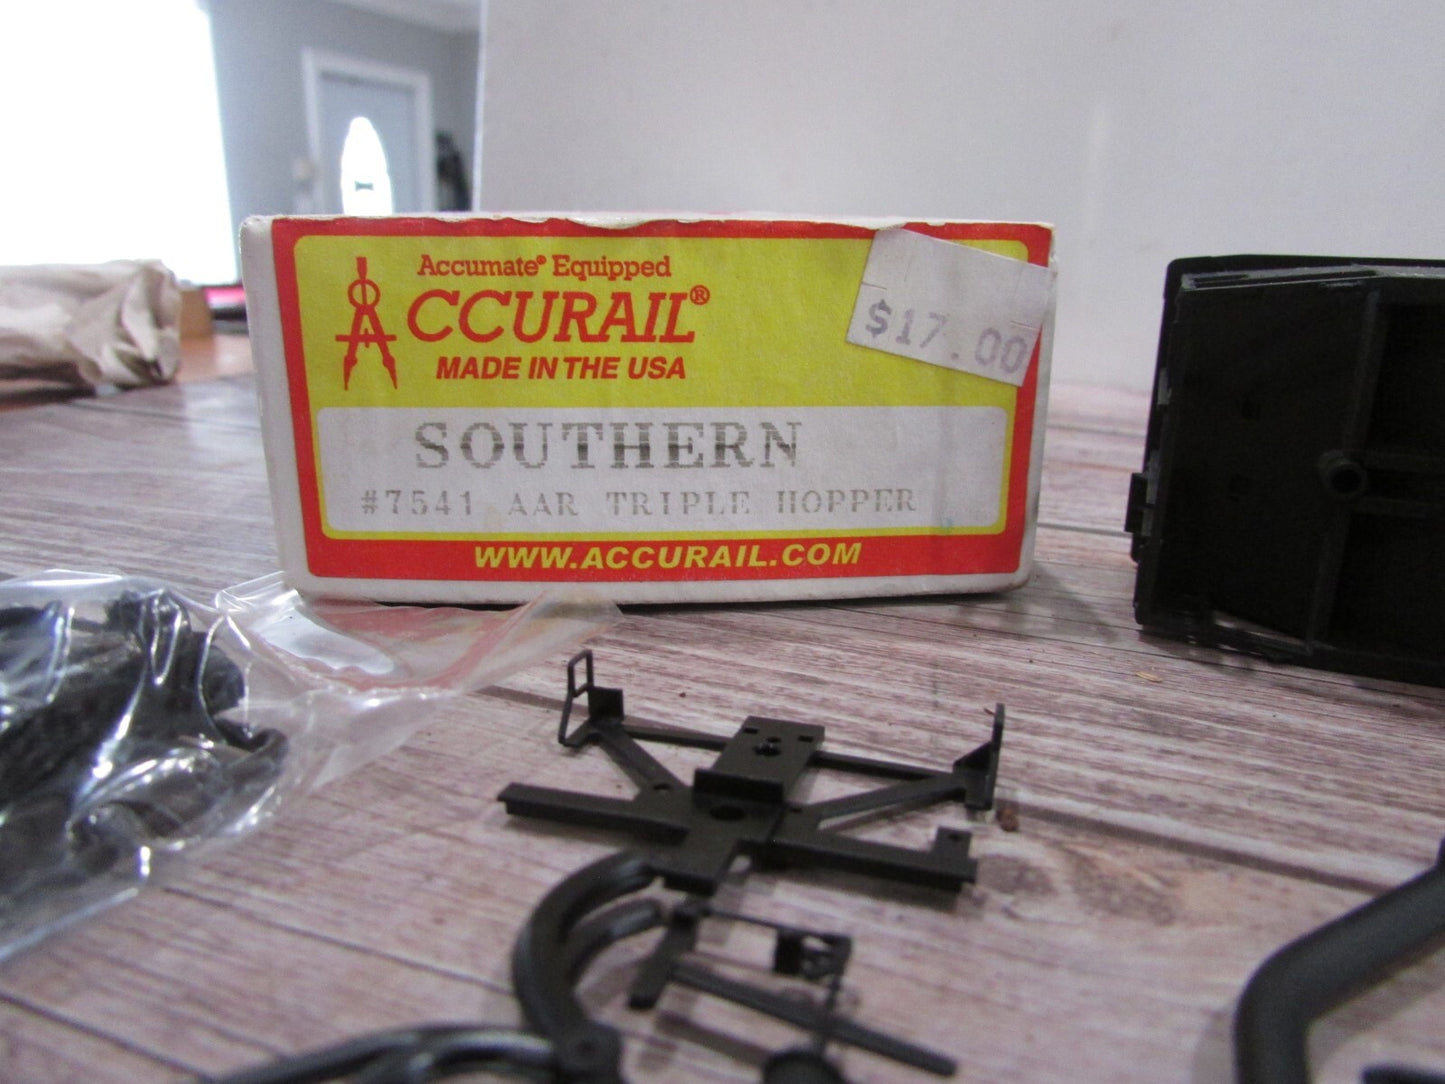 Accumate® Equipped
ACCURAIL®
MADE IN THE USA
$17.00
SOUTHERN
#7541 AAR TRIPLE HOPPER
WWW.ACCURAIL.COM